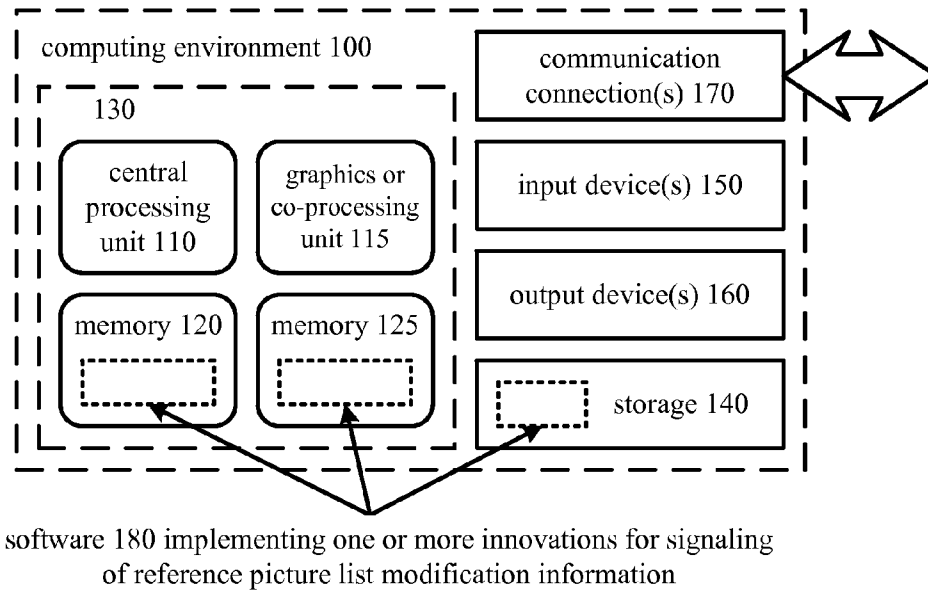 computing environment 100
130
central
processing
unit 110
graphics or
co-processing
unit 115
memory 120
memory 125
communication
connection(s) 170
input device(s) 150
output device(s) 160
storage 140
software 180 implementing one or more innovations for signaling
of reference picture list modification information